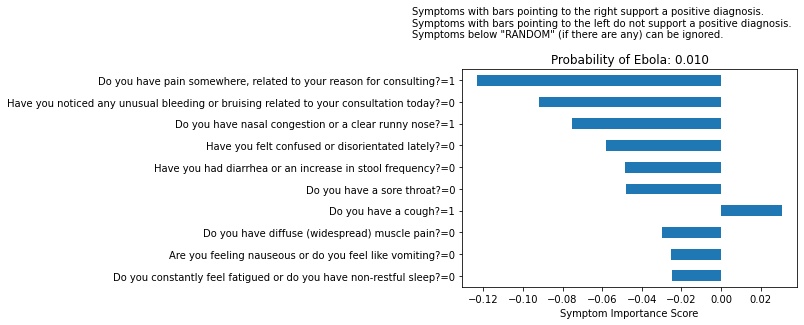 Symptoms with bars pointing to the right support a positive diagnosis.
Symptoms with bars pointing to the left do not support a positive diagnosis.
Symptoms below "RANDOM" (if there are any) can be ignored.
Probability of Ebola: 0.010
Do you have pain somewhere, related to your reason for consulting?=1
Have you noticed any unusual bleeding or bruising related to your consultation today?=0
Do you have nasal congestion or a clear runny nose?=1
Have you felt confused or disorientated lately?=0
Have you had diarrhea or an increase in stool frequency?=0
Do you have a sore throat?=0
Do you have a cough?=1
Do you have diffuse (widespread) muscle pain?=0
Are you feeling nauseous or do you feel like vomiting?=0
Do you constantly feel fatigued or do you have non-restful sleep?=0
−0.12 −0.10 −0.08 −0.06 −0.04 −0.02 0.00 0.02
Symptom Importance Score